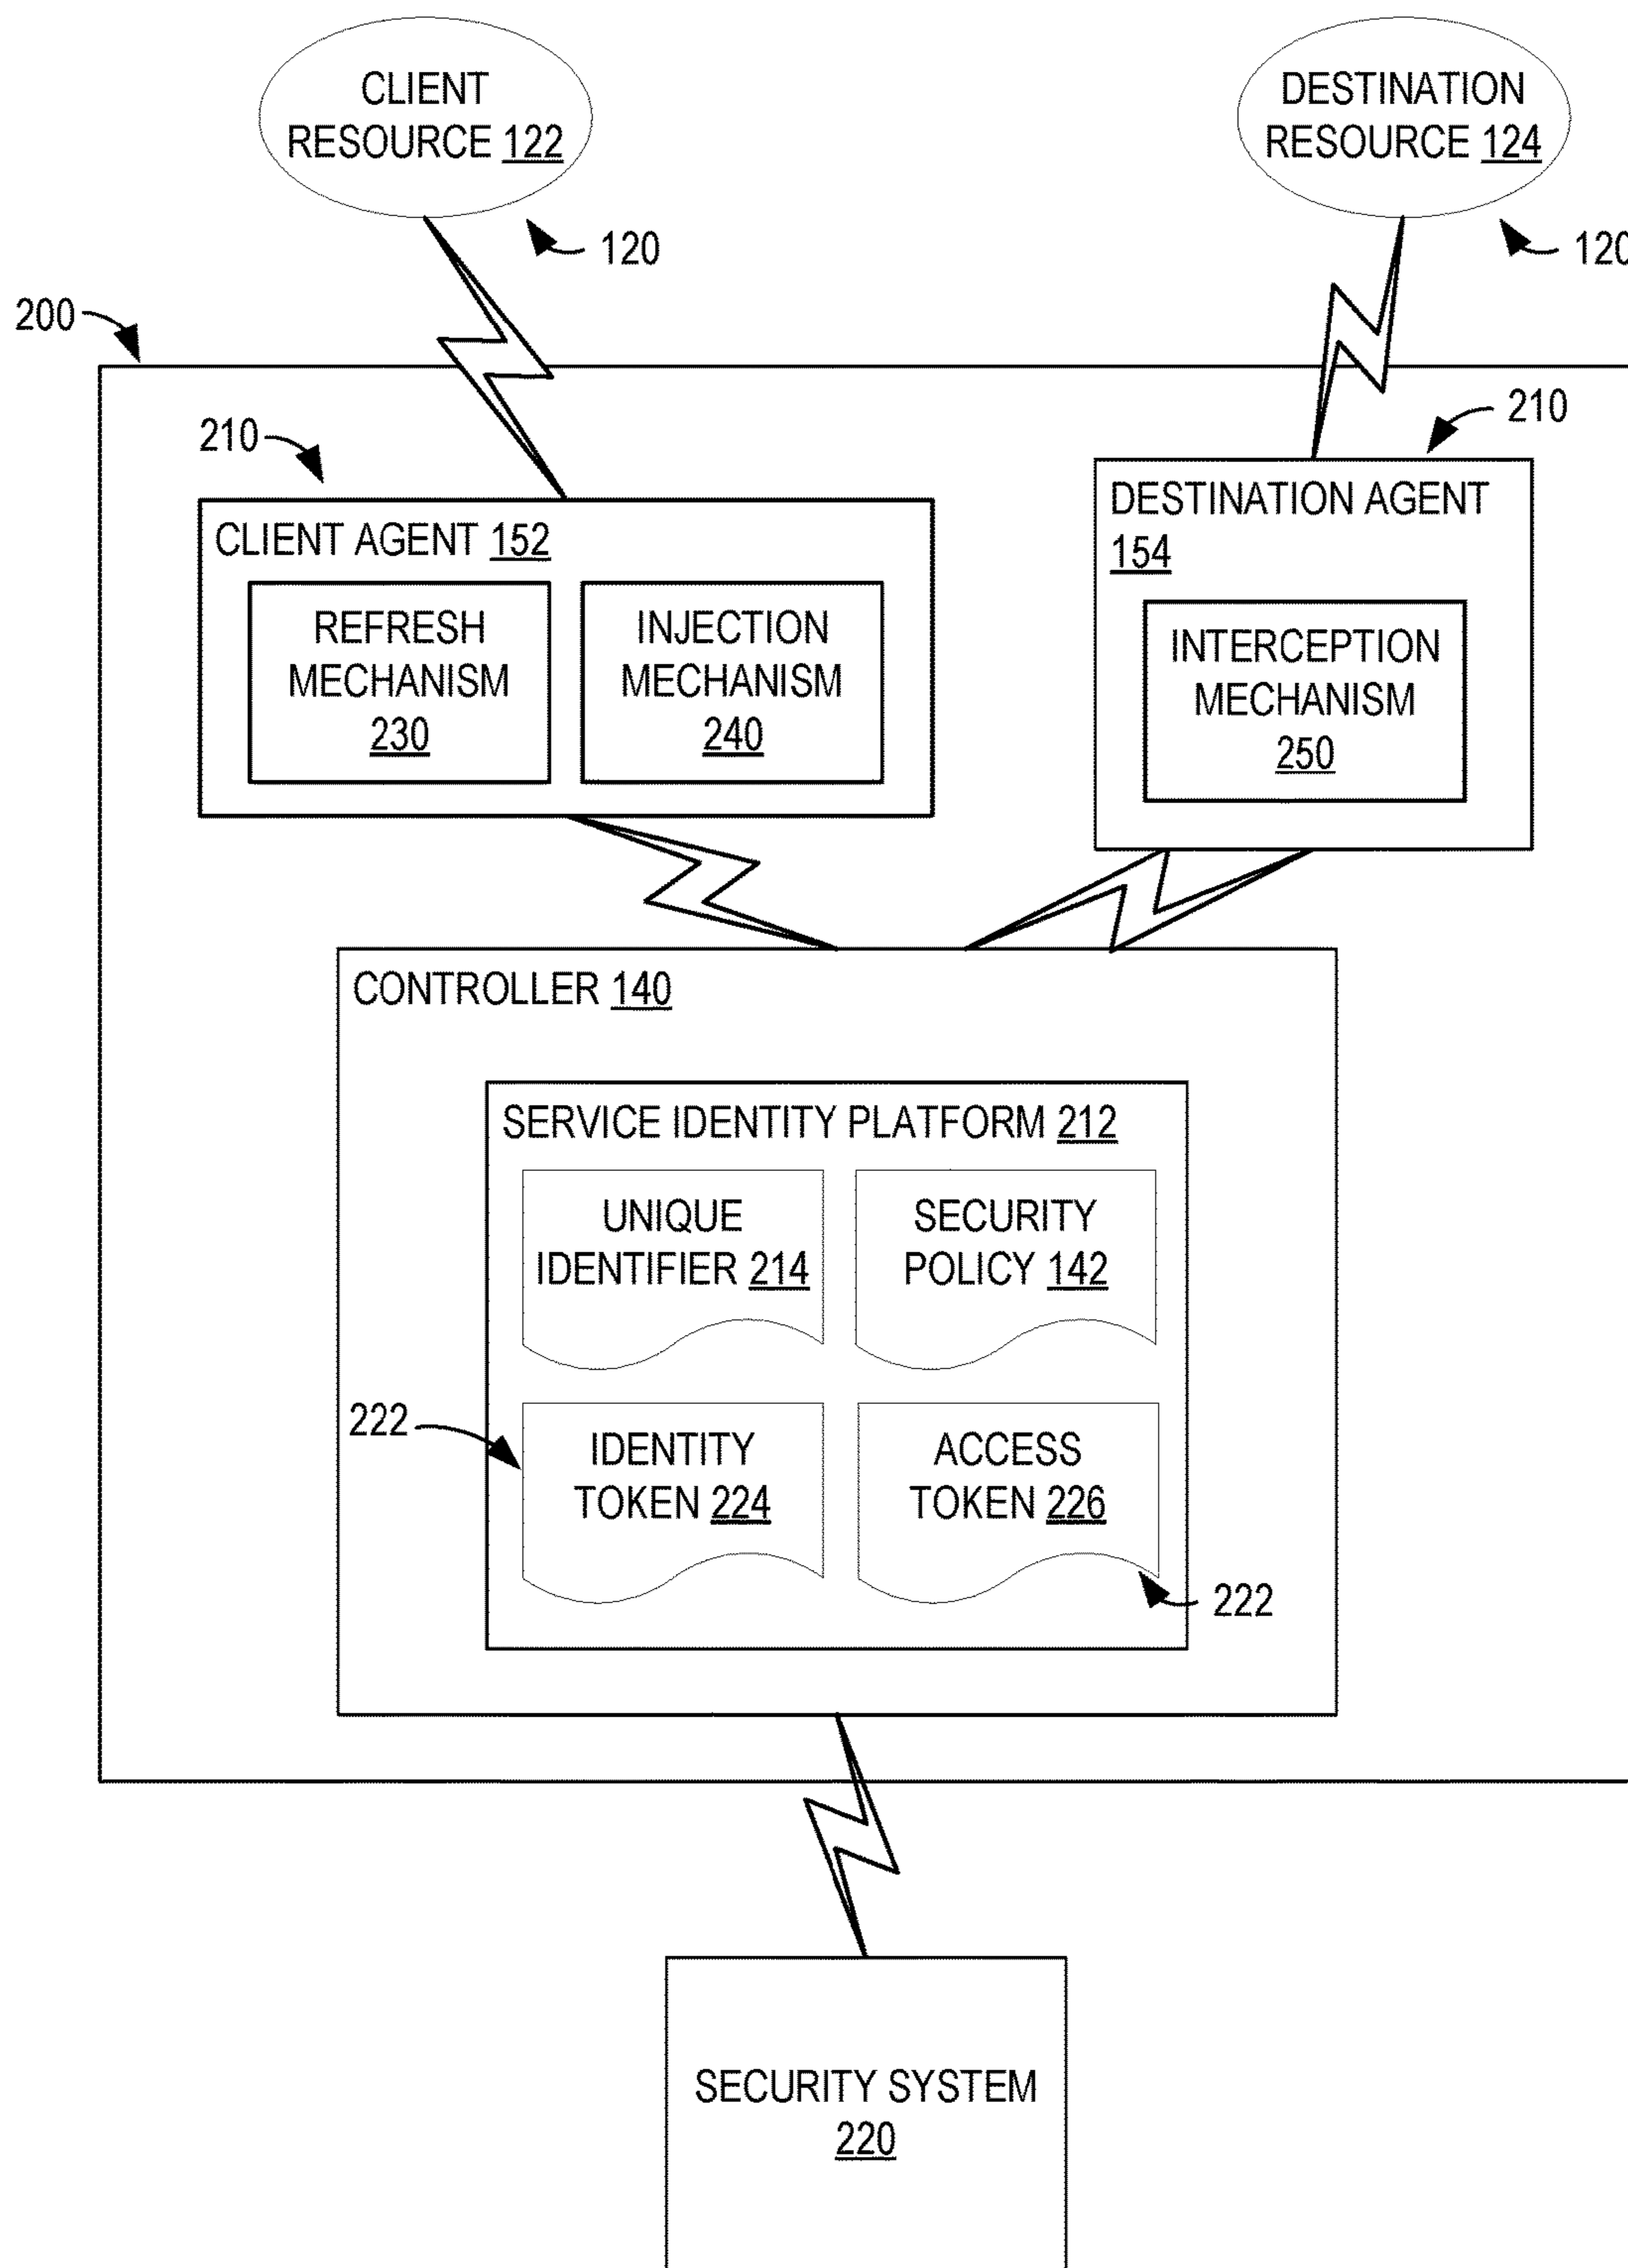 CLIENT
RESOURCE 122
DESTINATION
RESOURCE 124
120
120
200
210
210
CLIENT AGENT 152
REFRESH
MECHANISM
230
INJECTION
MECHANISM
240
DESTINATION AGENT
154
INTERCEPTION
MECHANISM
250
CONTROLLER 140
SERVICE IDENTITY PLATFORM 212
UNIQUE
IDENTIFIER 214
SECURITY
POLICY 142
222
IDENTITY
TOKEN 224
ACCESS
TOKEN 226
222
SECURITY SYSTEM
220